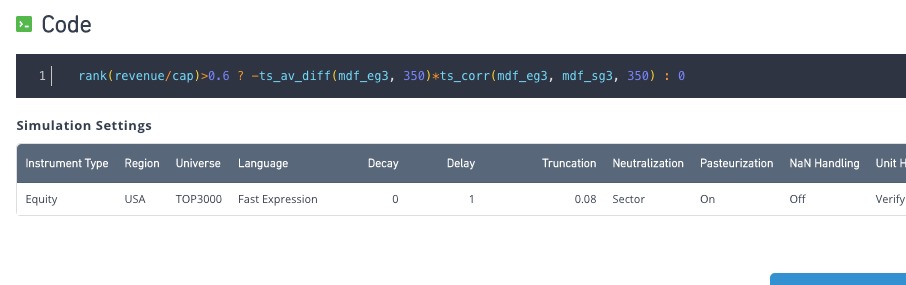 Code
1 rank(revenue/cap)>0.6 ? -ts_av_diff(mdf_eg3, 350)*ts_corr(mdf_eg3, mdf_sg3, 350) : 0
Simulation Settings
Instrument Type Region Universe Language Decay Delay Truncation Neutralization Pasteurization NaN Handling Unit H
Equity USA TOP3000 Fast Expression 0 1 0.08 Sector On Off Verify